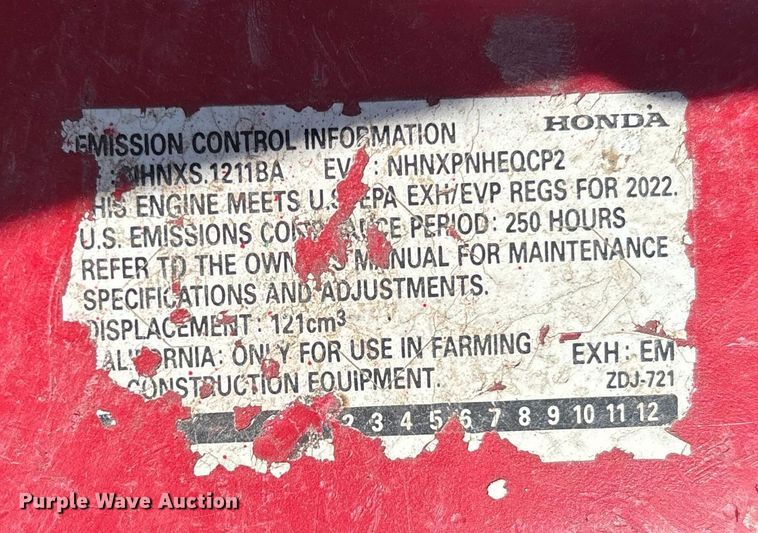 EMISSION CONTROL INFORMATION HONDA
HNXS.1211BA EV : NHNXPNHEQCP2
HIS ENGINE MEETS U.S EPA EXH/EVP REGS FOR 2022.
U.S. EMISSIONS PERIOD: 250 HOURS
REFER TO THE MANUAL FOR MAINTENANCE
SPECIFICATIONS AND ADJUSTMENTS.
DISPLACEMENT : 121cm³
CALIFORNIA: ONLY FOR USE IN FARMING EXH : EM
CONSTRUCTION EQUIPMENT. ZDJ-721
2 3 4 5 6 7 8 9 10 11 12
Purple Wave Auction